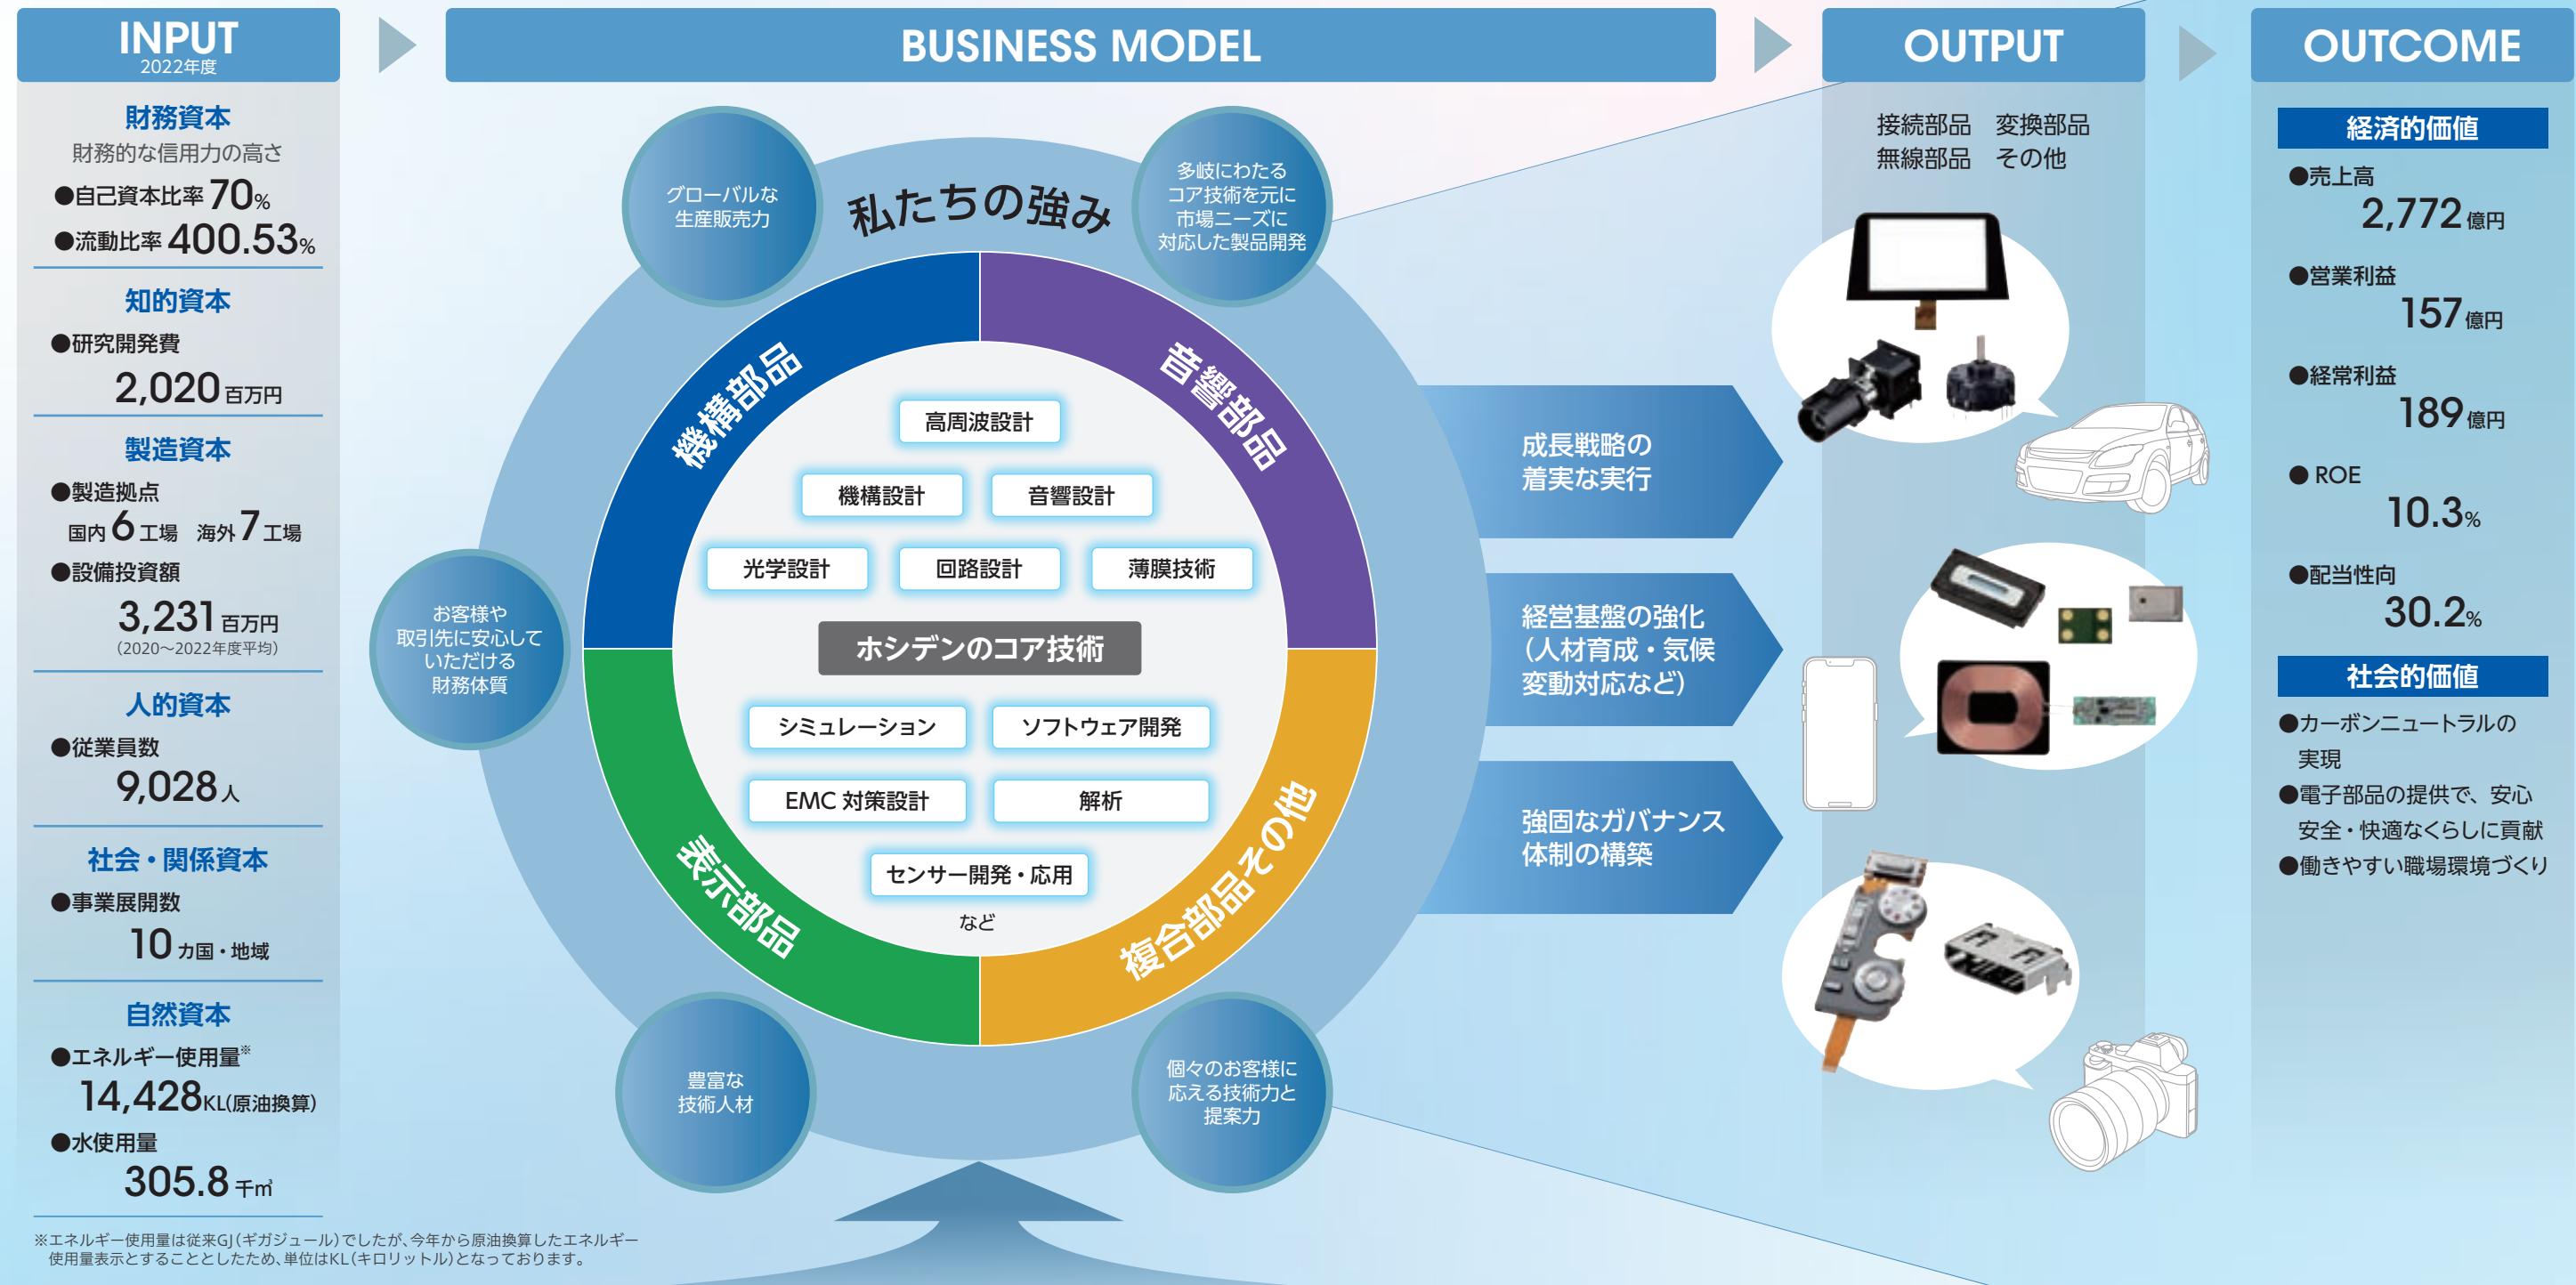 INPUT
2022年度
財務資本
財務的な信用力の高さ
●自己資本比率 70%
●流動比率 400.53%
知的資本
●研究開発費
2,020 百万円
製造資本
●製造拠点
国内 6 工場 海外 7 工場
●設備投資額
3,231 百万円
（2020～2022年度平均）
人的資本
●従業員数
9,028 人
社会・関係資本
●事業展開数
10 カ国・地域
自然資本
●エネルギー使用量※
14,428KL(原油換算)
●水使用量
305.8 千㎥
※エネルギー使用量は従来GJ（ギガジュール）でしたが、今年から原油換算したエネルギー
使用量表示とすることとしたため、単位はKL（キロリットル）となっております。
BUSINESS MODEL
私たちの強み
グローバルな
生産販売力
多岐にわたる
コア技術を元に
市場ニーズに
対応した製品開発
お客様や
取引先に安心して
いただける
財務体質
豊富な
技術人材
個々のお客様に
応える技術力と
提案力
機構部品
音響部品
表示部品
複合部品その他
高周波設計
機構設計 音響設計
光学設計 回路設計 薄膜技術
ホシデンのコア技術
シミュレーション ソフトウェア開発
EMC 対策設計 解析
センサー開発・応用
など
成長戦略の
着実な実行
経営基盤の強化
（人材育成・気候
変動対応など）
強固なガバナンス
体制の構築
OUTPUT
接続部品 変換部品
無線部品 その他
OUTCOME
経済的価値
●売上高
2,772 億円
●営業利益
157 億円
●経常利益
189 億円
● ROE
10.3%
●配当性向
30.2%
社会的価値
●カーボンニュートラルの
実現
●電子部品の提供で、安心
安全・快適なくらしに貢献
●働きやすい職場環境づくり